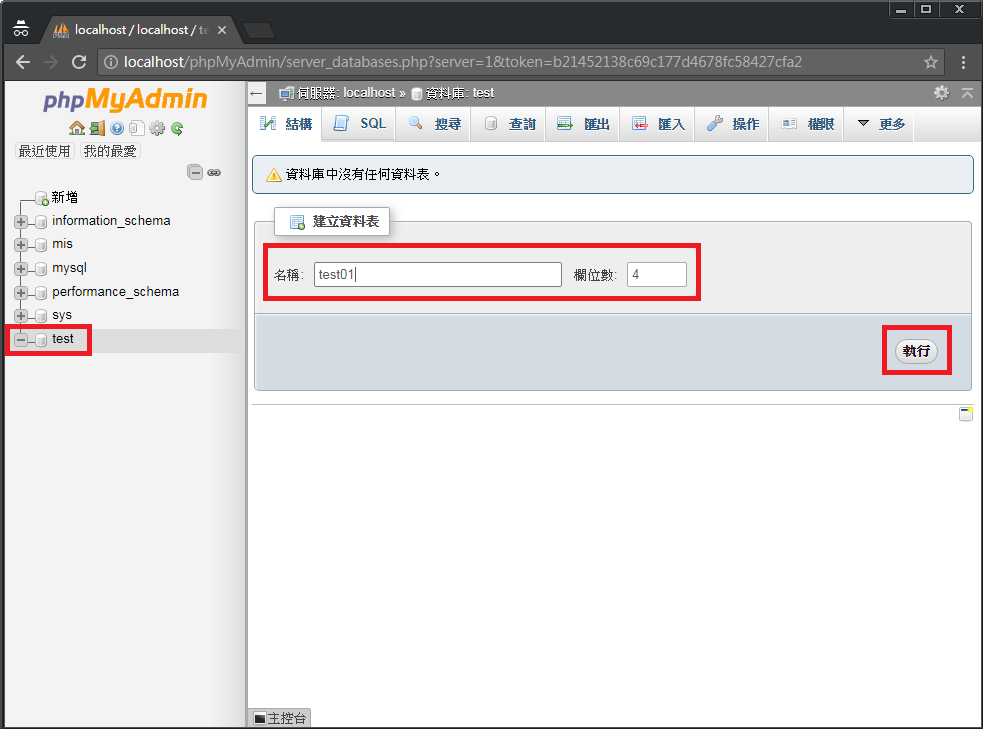 localhost / localhost / te
localhost/phpMyAdmin/server_databases.php?server=1&token=b21452138c69c177d4678fc58427cfa2
phpMyAdmin
最近使用 我的最愛
新增
information_schema
mis
mysql
performance_schema
sys
test
伺服器: localhost » 資料庫: test
結構 SQL 搜尋 查詢 匯出 匯入 操作 權限 更多
資料庫中沒有任何資料表。
建立資料表
名稱: test01 欄位數: 4
執行
主控台